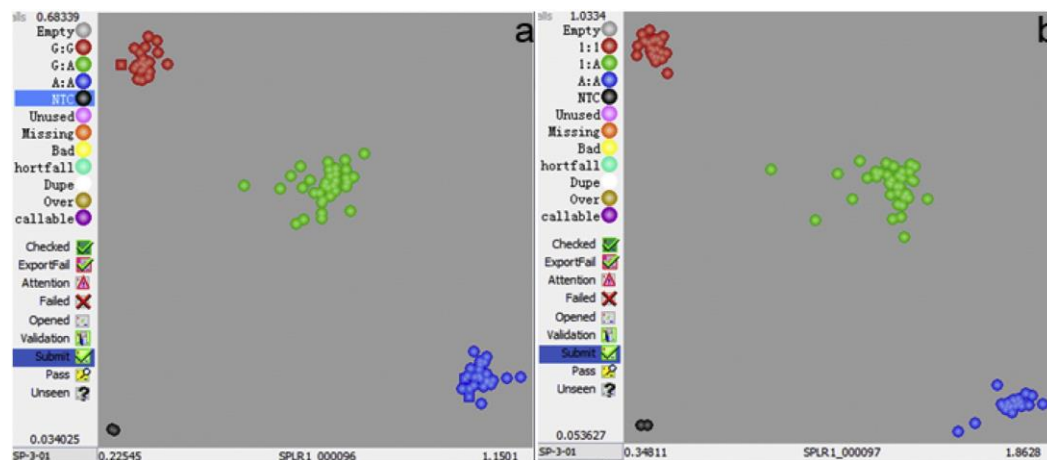 alls 0.68339
a
Empty
G:G
G:A
A:A
NTC
Unused
Missing
Bad
hortfall
Dupe
Over
callable
Checked
ExportFail
Attention
Failed
Opened
Validation
Submit
Pass
Unseen
0.034025
SP-3-01 0.22545 SPLR1_000096 1.1501
alls 1.0334
b
Empty
1:1
1:A
A:A
NTC
Unused
Missing
Bad
hortfall
Dupe
Over
callable
Checked
ExportFail
Attention
Failed
Opened
Validation
Submit
Pass
Unseen
0.053627
SP-3-01 0.34811 SPLR1_000097 1.8628